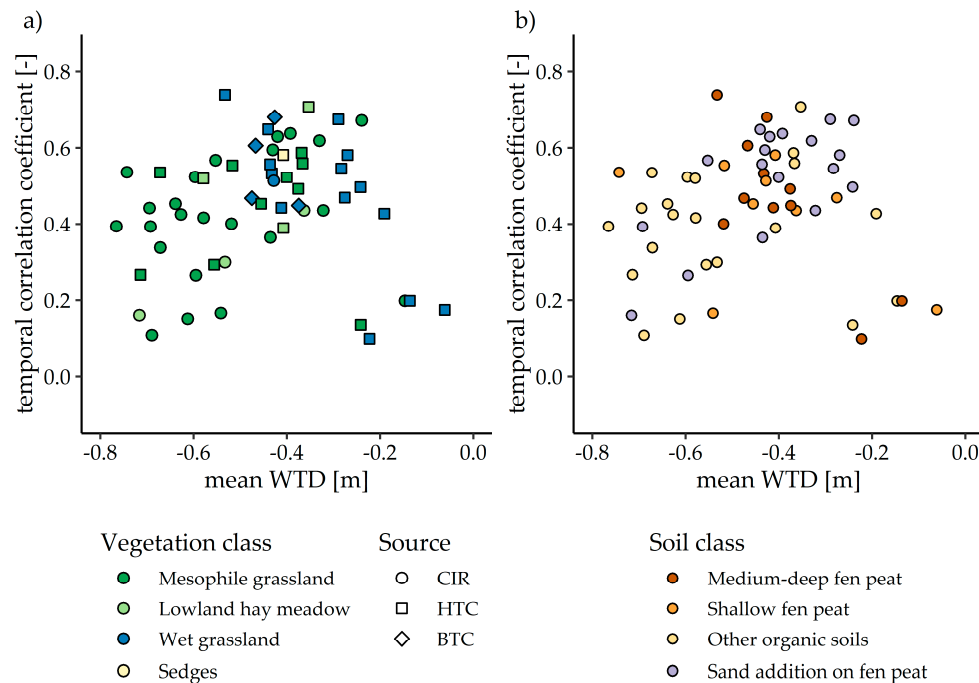 a)
temporal correlation coefficient [-]
0.8
0.6
0.4
0.2
0.0
-0.8 -0.6 -0.4 -0.2 0.0
mean WTD [m]
b)
temporal correlation coefficient [-]
0.8
0.6
0.4
0.2
0.0
-0.8 -0.6 -0.4 -0.2 0.0
mean WTD [m]
Vegetation class
Mesophile grassland
Lowland hay meadow
Wet grassland
Sedges
Source
CIR
HTC
BTC
Soil class
Medium-deep fen peat
Shallow fen peat
Other organic soils
Sand addition on fen peat